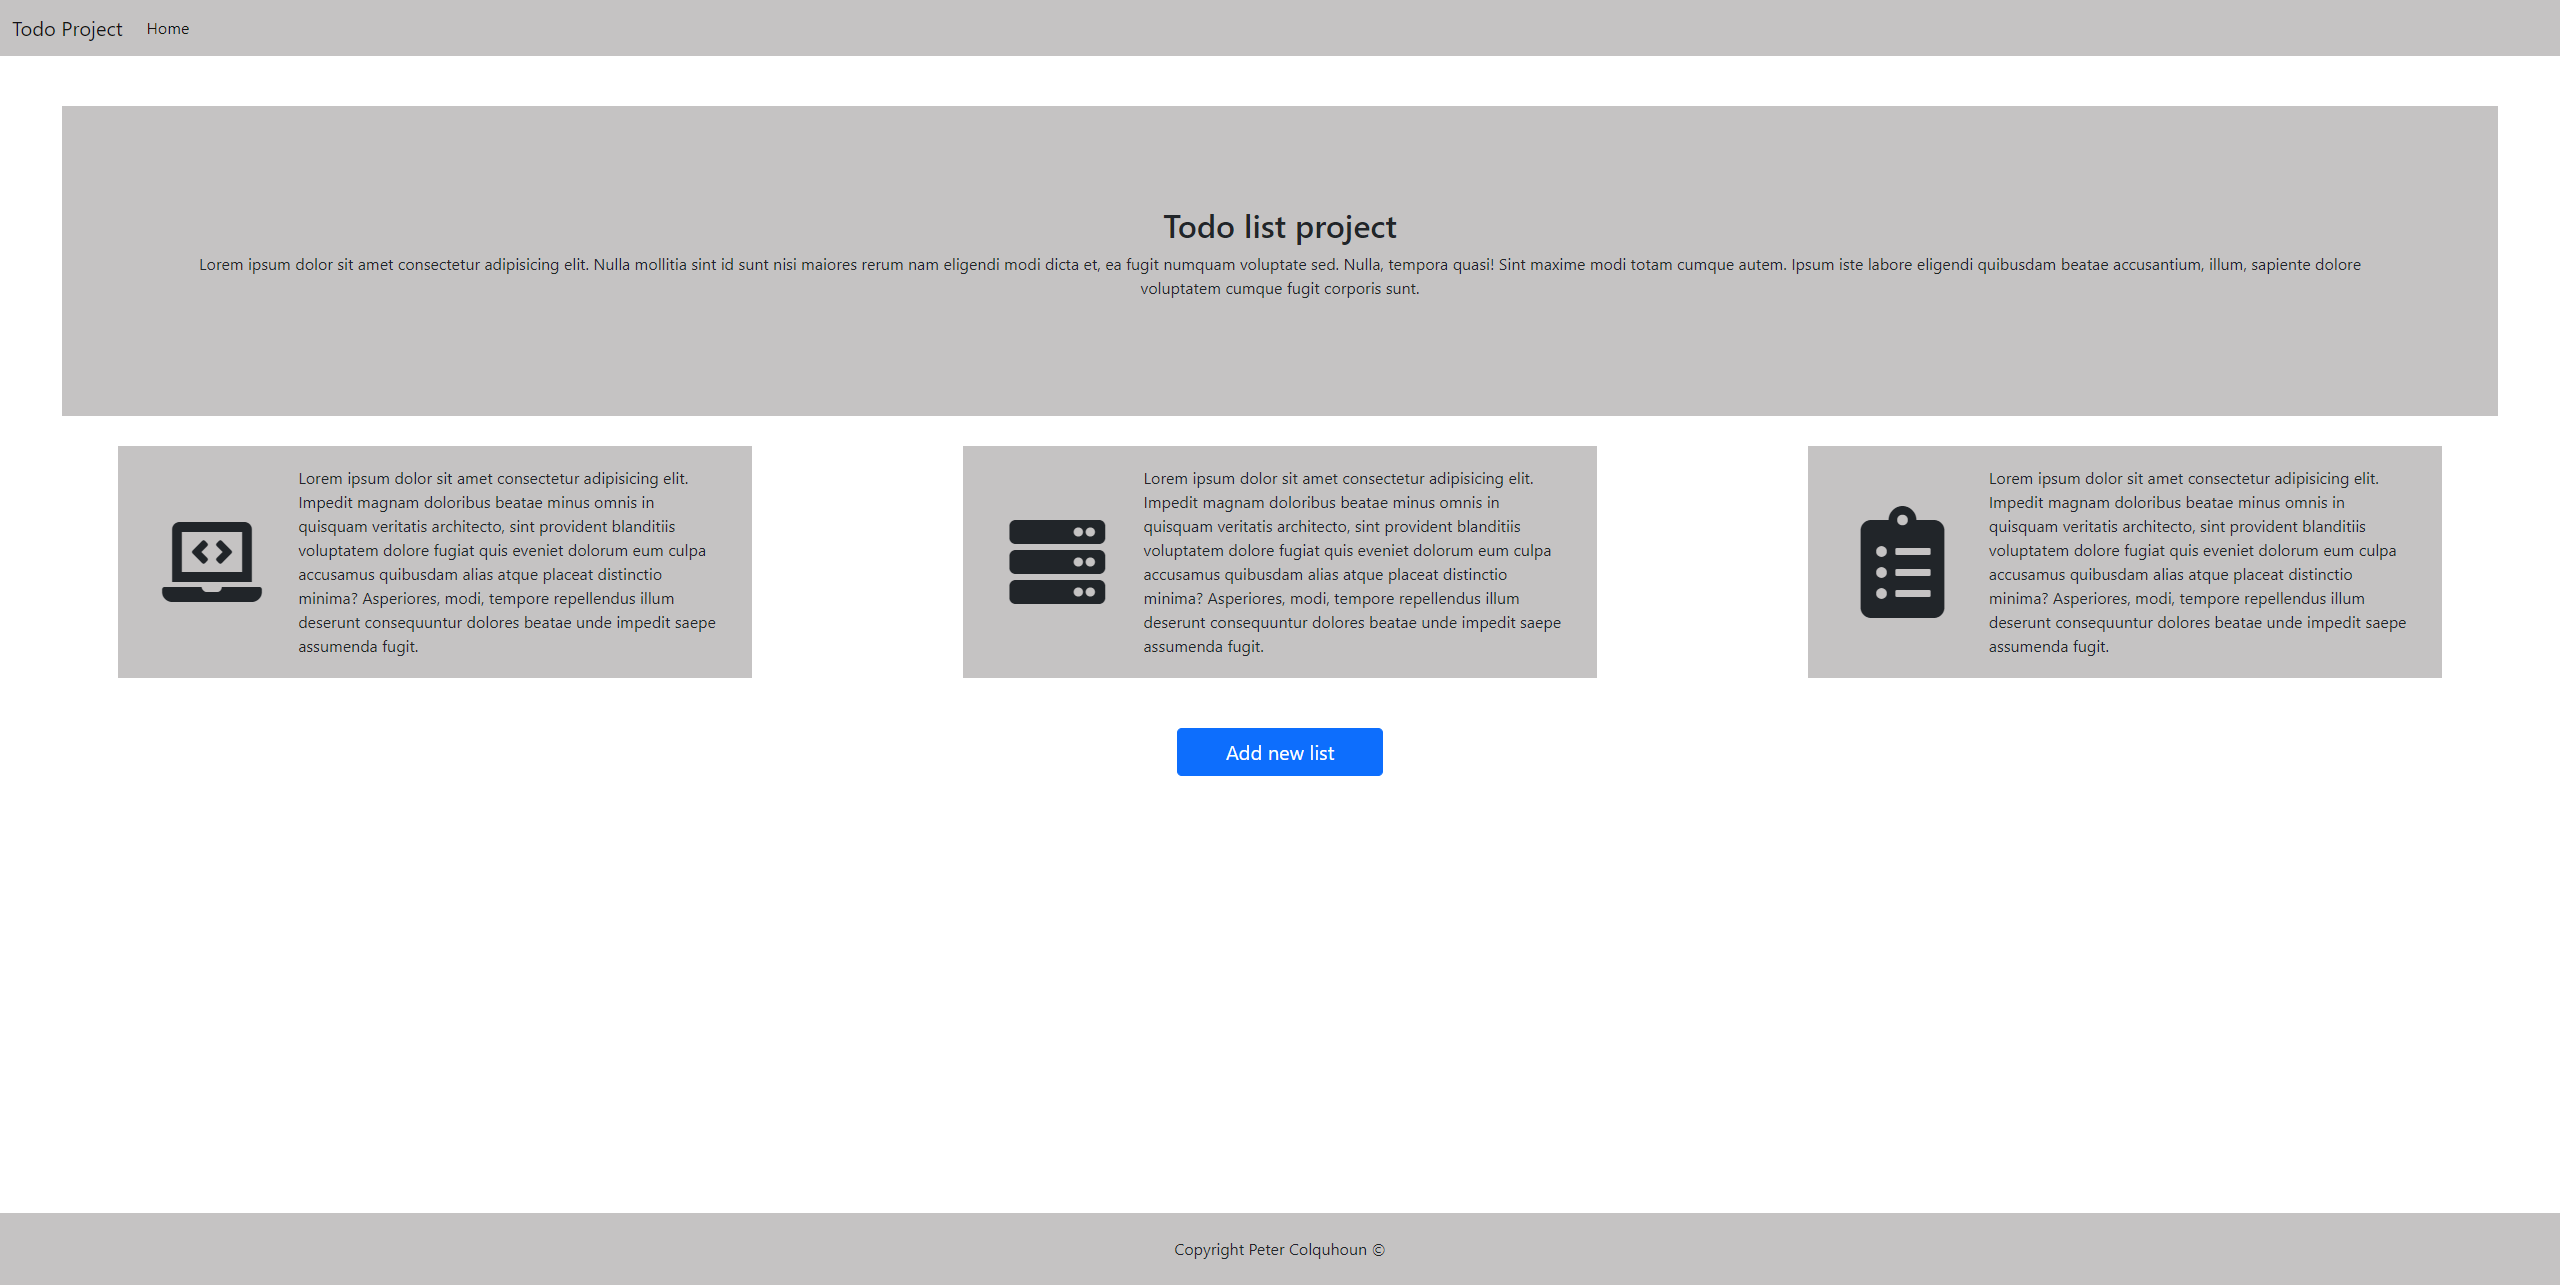 Todo Project
Home
Todo list project
Lorem ipsum dolor sit amet consectetur adipisicing elit. Nulla mollitia sint id sunt nisi maiores rerum nam eligendi modi dicta et, ea fugit numquam voluptate sed. Nulla, tempora quasi! Sint maxime modi totam cumque autem. Ipsum iste labore eligendi quibusdam beatae accusantium, illum, sapiente dolore
voluptatem cumque fugit corporis sunt.
Lorem ipsum dolor sit amet consectetur adipisicing elit.
Impedit magnam doloribus beatae minus omnis in
quisquam veritatis architecto, sint provident blanditiis
voluptatem dolore fugiat quis eveniet dolorum eum culpa
accusamus quibusdam alias atque placeat distinctio
minima? Asperiores, modi, tempore repellendus illum
deserunt consequuntur dolores beatae unde impedit saepe
assumenda fugit.
Lorem ipsum dolor sit amet consectetur adipisicing elit.
Impedit magnam doloribus beatae minus omnis in
quisquam veritatis architecto, sint provident blanditiis
voluptatem dolore fugiat quis eveniet dolorum eum culpa
accusamus quibusdam alias atque placeat distinctio
minima? Asperiores, modi, tempore repellendus illum
deserunt consequuntur dolores beatae unde impedit saepe
assumenda fugit.
Lorem ipsum dolor sit amet consectetur adipisicing elit.
Impedit magnam doloribus beatae minus omnis in
quisquam veritatis architecto, sint provident blanditiis
voluptatem dolore fugiat quis eveniet dolorum eum culpa
accusamus quibusdam alias atque placeat distinctio
minima? Asperiores, modi, tempore repellendus illum
deserunt consequuntur dolores beatae unde impedit saepe
assumenda fugit.
Add new list
Copyright Peter Colquhoun ©